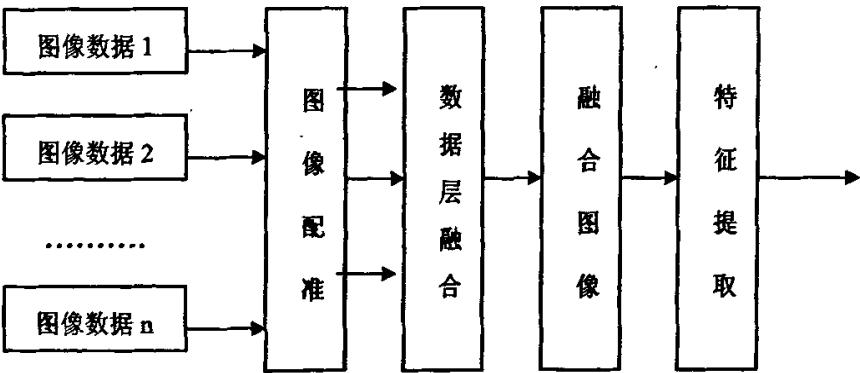 图像数据1
图像数据2
..........
图像数据n
图像配准
数据层融合
融合图像
特征提取